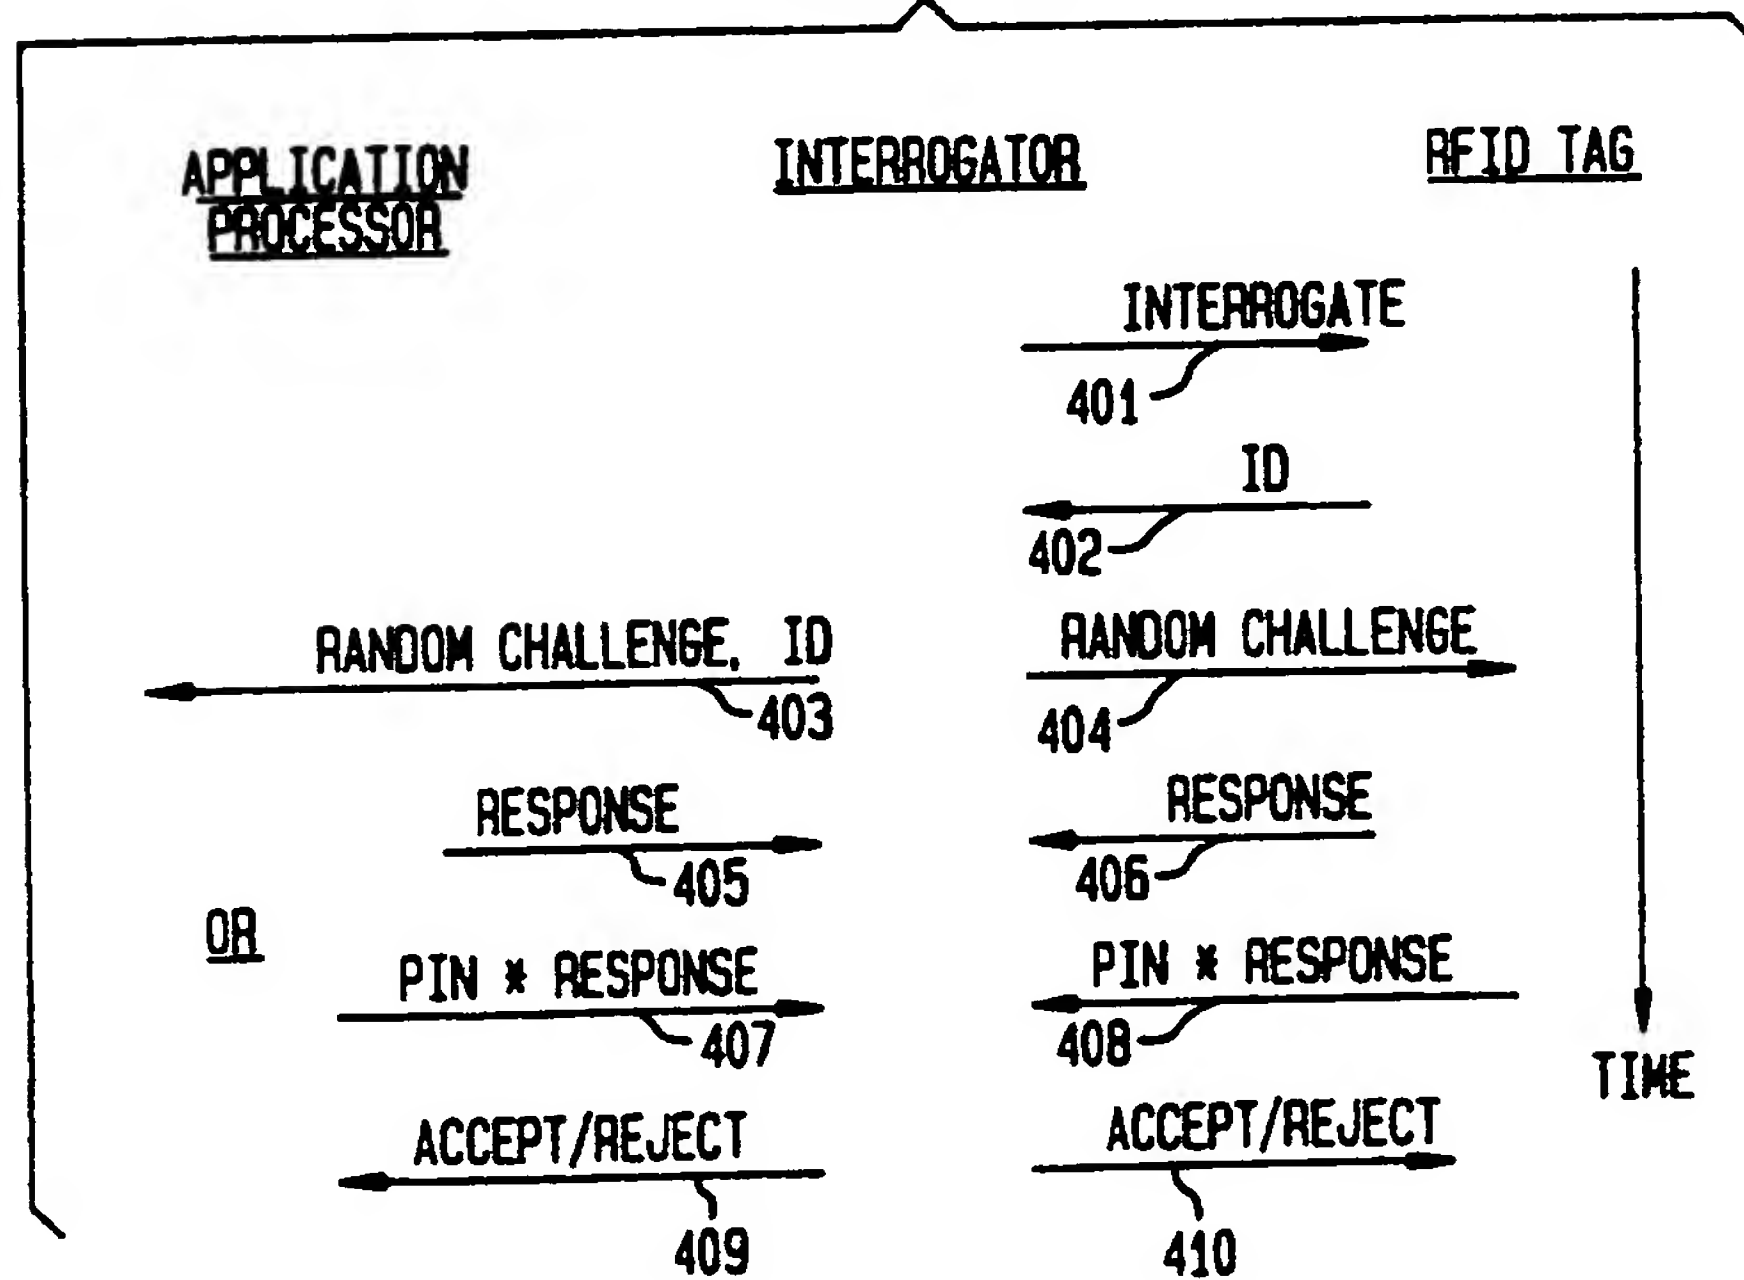 APPLICATION
PROCESSOR
INTERROGATOR
RFID TAG
INTERROGATE
401
ID
402
RANDOM CHALLENGE, ID
403
RANDOM CHALLENGE
404
RESPONSE
405
RESPONSE
406
OR
PIN * RESPONSE
407
PIN * RESPONSE
408
TIME
ACCEPT/REJECT
409
ACCEPT/REJECT
410